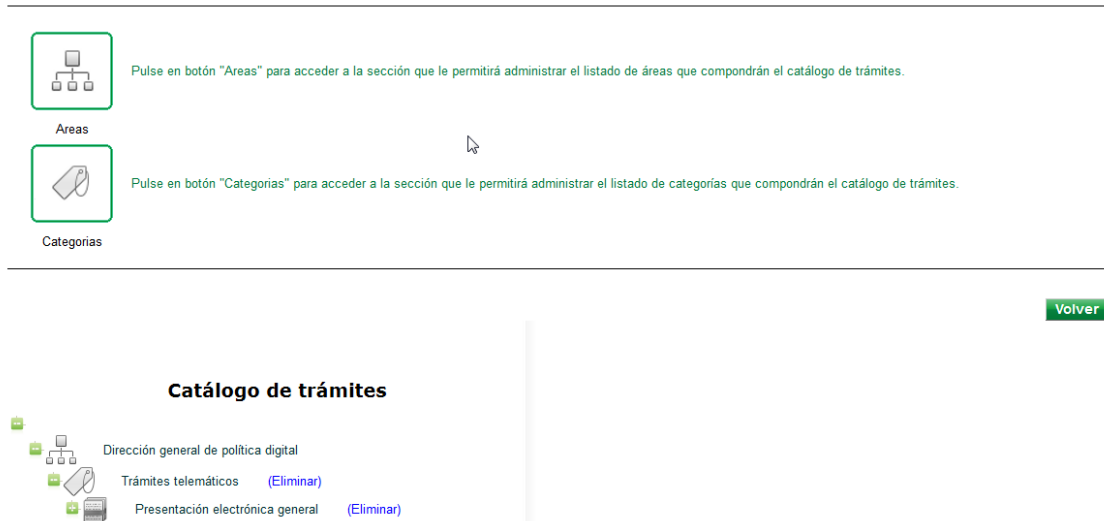 Pulse en botón "Areas" para acceder a la sección que le permitirá administrar el listado de áreas que compondrán el catálogo de trámites.
Areas
Pulse en botón "Categorias" para acceder a la sección que le permitirá administrar el listado de categorías que compondrán el catálogo de trámites.
Categorias
Volver
Catálogo de trámites
Dirección general de política digital
Trámites telemáticos (Eliminar)
Presentación electrónica general (Eliminar)